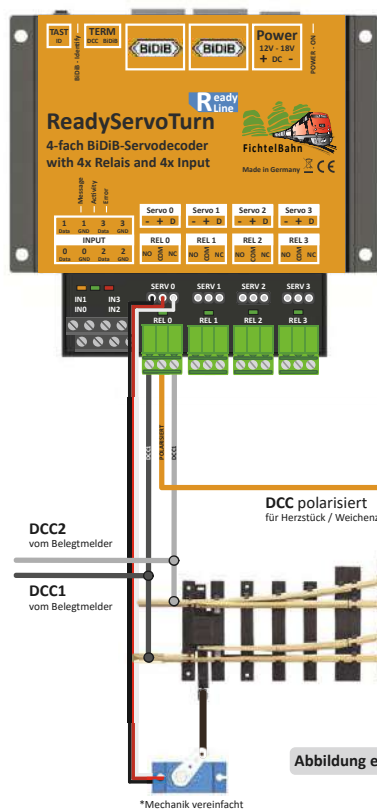 TAST
ID
BiDiB - Identify
TERM
DCC BiDiB
BiDiB
BiDiB
Power
12V - 18V
+ DC -
POWER - ON
Ready
Line
ReadyServoTurn
4-fach BiDiB-Servodecoder
with 4x Relais and 4x Input
FichtelBahn
Made in Germany CE
Message
Activity
Error
1 1 3 3
Data GND Data GND
INPUT
0 0 2 2
Data GND Data GND
Servo 0 Servo 1 Servo 2 Servo 3
- + D - + D - + D - + D
REL 0 REL 1 REL 2 REL 3
NO COM NC NO COM NC NO COM NC NO COM NC
IN1 IN3
IN0 IN2
SERV 0 SERV 1 SERV 2 SERV 3
REL 0 REL 1 REL 2 REL 3
DCC1
POLARISIERT
DCC1
DCC polarisiert
für Herzstück / Weichenz
DCC2
vom Belegtmelder
DCC1
vom Belegtmelder
Abbildung e
*Mechanik vereinfacht